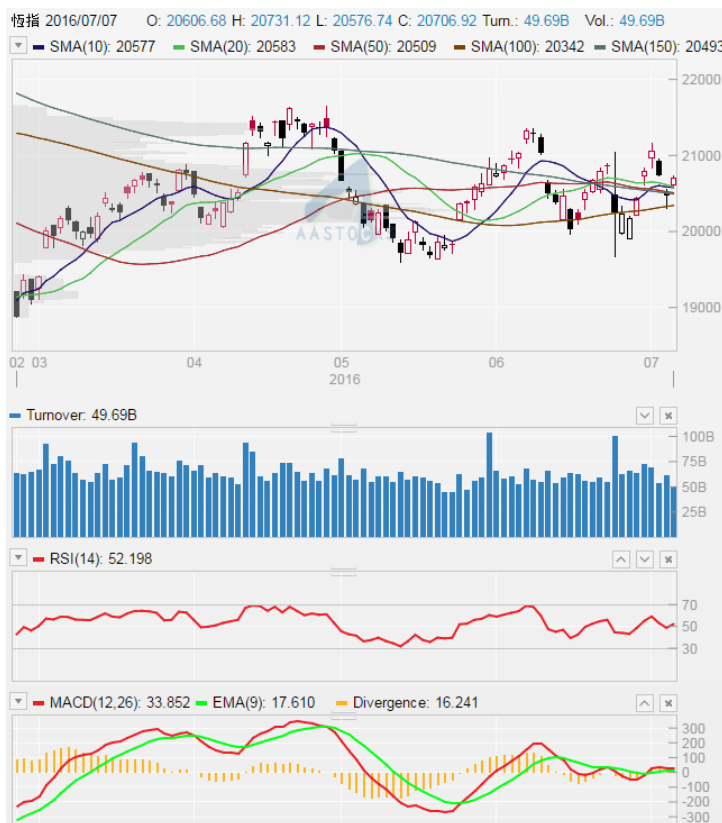 恆指 2016/07/07 O: 20606.68 H: 20731.12 L: 20576.74 C: 20706.92 Turn.: 49.69B Vol.: 49.69B
SMA(10): 20577 SMA(20): 20583 SMA(50): 20509 SMA(100): 20342 SMA(150): 20493
22000
21000
20000
19000
AASTOCKS
02 03 04 05 06 07
2016
Turnover: 49.69B
100B
75B
50B
25B
RSI(14): 52.198
70
50
30
MACD(12,26): 33.852 EMA(9): 17.610 Divergence: 16.241
300
200
100
0
-100
-200
-300